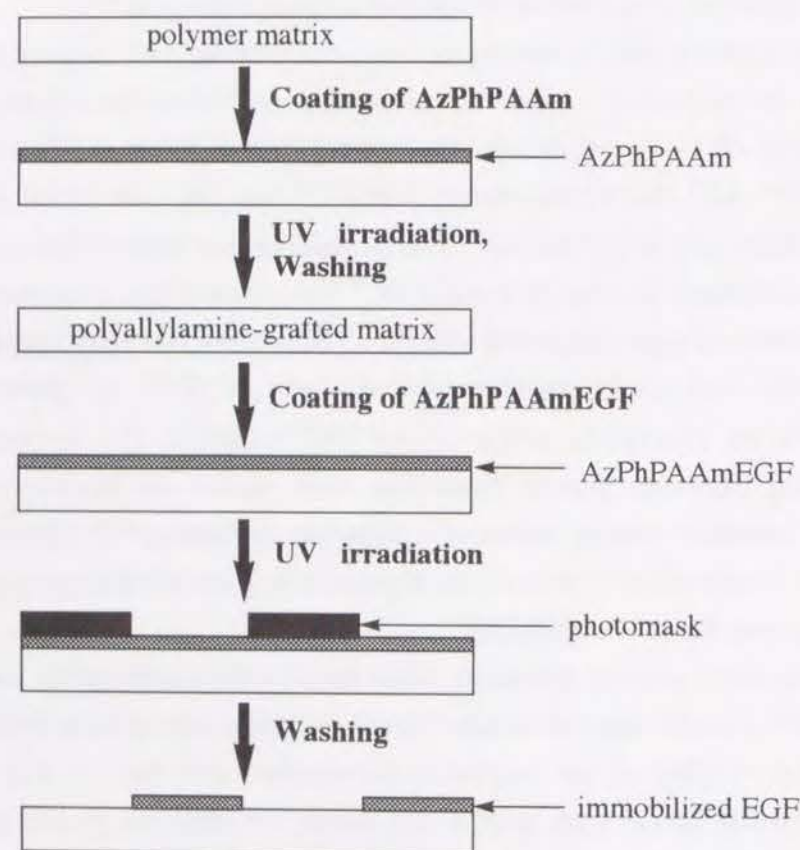 polymer matrix
Coating of AzPhPAAm
AzPhPAAm
UV irradiation,
Washing
polyallylamine-grafted matrix
Coating of AzPhPAAmEGF
AzPhPAAmEGF
UV irradiation
photomask
Washing
immobilized EGF